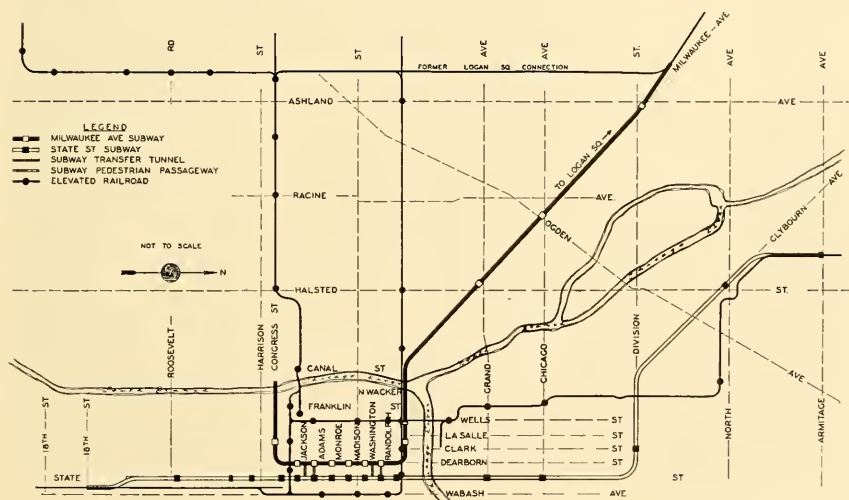 RD
ST
ST
AVE
AVE
ST.
AVE
AVE
MILWAUKEE-AVE
FORMER LOGAN SQ CONNECTION
ASHLAND
AVE
LEGEND
MILWAUKEE AVE SUBWAY
STATE ST SUBWAY
SUBWAY TRANSFER TUNNEL
SUBWAY PEDESTRIAN PASSAGEWAY
ELEVATED RAILROAD
TO LOGAN SQ
RACINE
AVE.
OGDEN
CLYBOURN AVE
NOT TO SCALE
N
HALSTED
ST.
ROOSEVELT
HARRISON
CONGRESS ST
CANAL ST
N WACKER
DIVISION
GRAND
CHICAGO
AVE
FRANKLIN ST
WELLS ST
LA SALLE ST
CLARK ST
DEARBORN ST
18TH ST
18TH ST
JACKSON
ADAMS
MONROE
MADISON
WASHINGTON
RANDOLPH
NORTH
ARMITAGE
STATE
ST
WABASH AVE